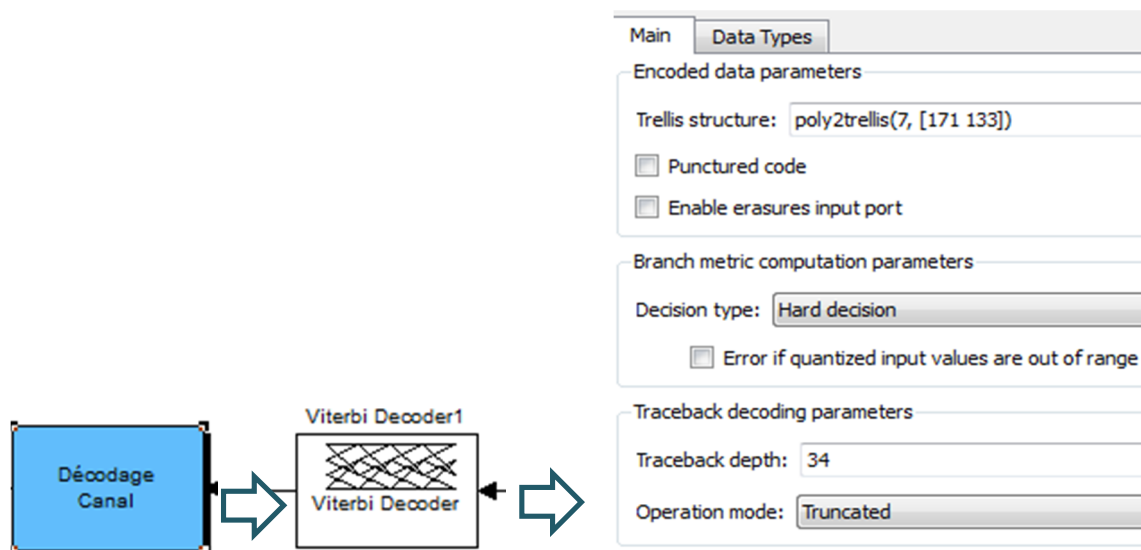 Main
Data Types
Encoded data parameters
Trellis structure: poly2trellis(7, [171 133])
Punctured code
Enable erasures input port
Branch metric computation parameters
Decision type: Hard decision
Error if quantized input values are out of range
Traceback decoding parameters
Traceback depth: 34
Operation mode: Truncated
Viterbi Decoder1
Viterbi Decoder
Décodage
Canal